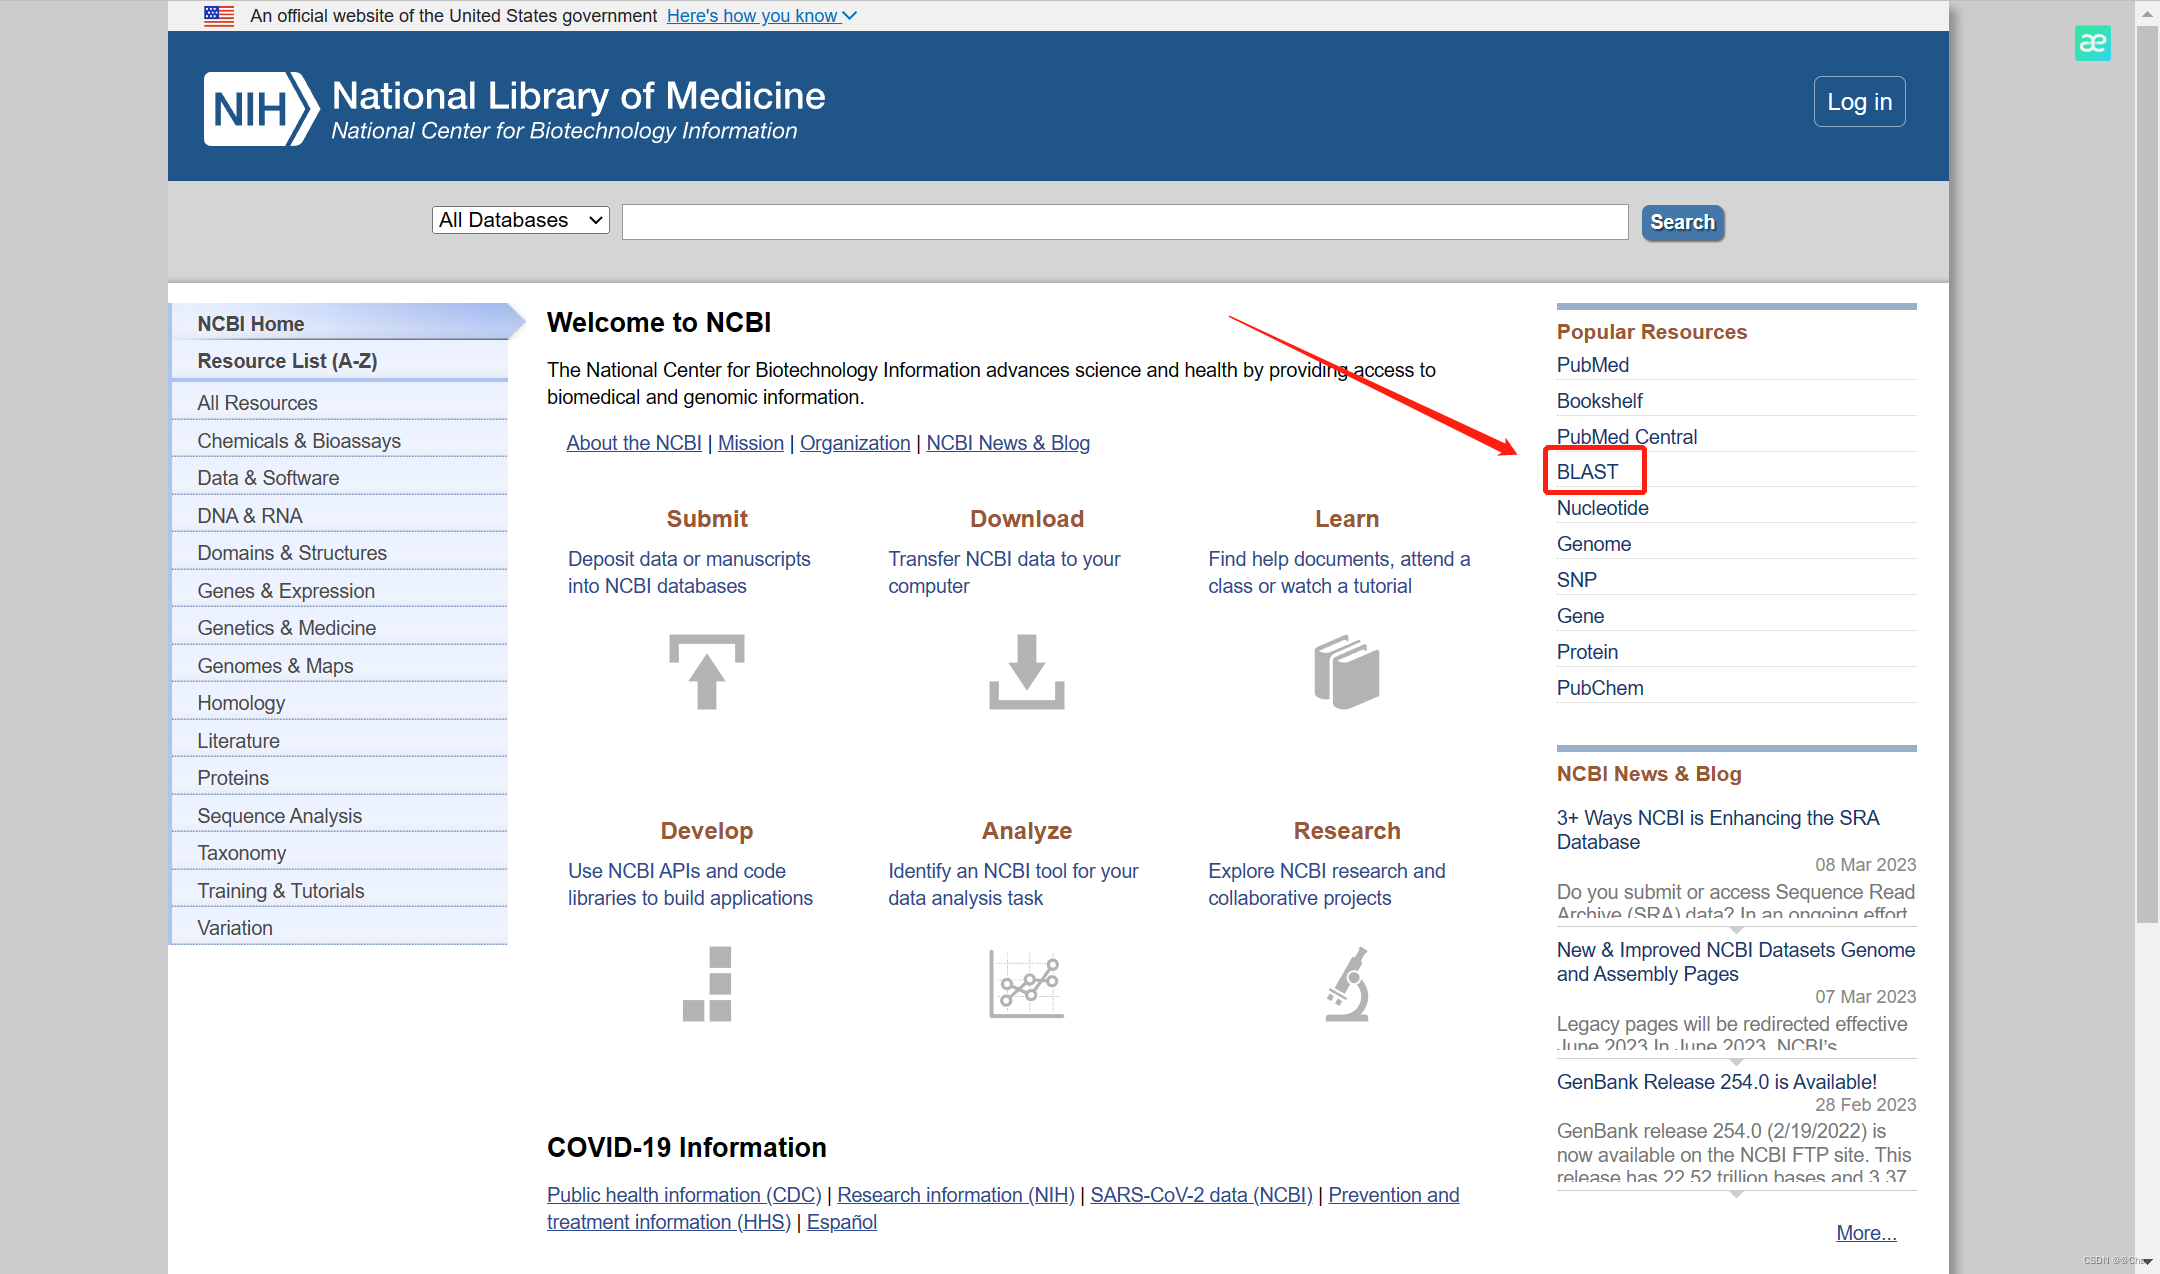 An official website of the United States government Here's how you know
NIH National Library of Medicine
National Center for Biotechnology Information
Log in
All Databases
Search
NCBI Home
Resource List (A-Z)
All Resources
Chemicals & Bioassays
Data & Software
DNA & RNA
Domains & Structures
Genes & Expression
Genetics & Medicine
Genomes & Maps
Homology
Literature
Proteins
Sequence Analysis
Taxonomy
Training & Tutorials
Variation
Welcome to NCBI
The National Center for Biotechnology Information advances science and health by providing access to
biomedical and genomic information.
About the NCBI | Mission | Organization | NCBI News & Blog
Submit
Deposit data or manuscripts
into NCBI databases
Download
Transfer NCBI data to your
computer
Learn
Find help documents, attend a
class or watch a tutorial
Develop
Use NCBI APIs and code
libraries to build applications
Analyze
Identify an NCBI tool for your
data analysis task
Research
Explore NCBI research and
collaborative projects
COVID-19 Information
Public health information (CDC) | Research information (NIH) | SARS-CoV-2 data (NCBI) | Prevention and
treatment information (HHS) | Español
Popular Resources
PubMed
Bookshelf
PubMed Central
BLAST
Nucleotide
Genome
SNP
Gene
Protein
PubChem
NCBI News & Blog
3+ Ways NCBI is Enhancing the SRA
Database
08 Mar 2023
Do you submit or access Sequence Read
Archive (SRA) data? In an ongoing effort
New & Improved NCBI Datasets Genome
and Assembly Pages
07 Mar 2023
Legacy pages will be redirected effective
June 2023 In June 2023, NCBI's
GenBank Release 254.0 is Available!
28 Feb 2023
GenBank release 254.0 (2/19/2022) is
now available on the NCBI FTP site. This
release has 22.52 trillion bases and 3.37
More...
æ
CSDN